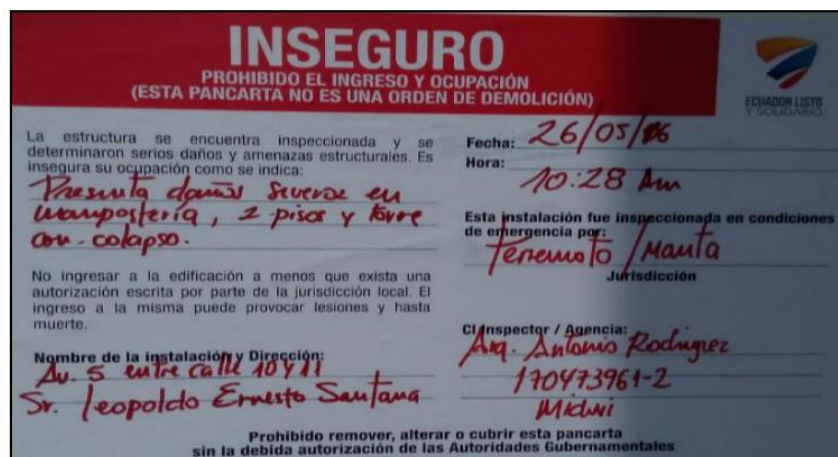 INSEGURO
PROHIBIDO EL INGRESO Y OCUPACIÓN
(ESTA PANCARTA NO ES UNA ORDEN DE DEMOLICIÓN)
ECUADOR LISTO
Y SOLIDARIO
La estructura se encuentra inspeccionada y se
determinaron serios daños y amenazas estructurales. Es
insegura su ocupación como se indica:
Presenta daños severos en
mampostería, 2 pisos y torre
con colapso.
No ingresar a la edificación a menos que exista una
autorización escrita por parte de la jurisdicción local. El
ingreso a la misma puede provocar lesiones y hasta
muerte.
Nombre de la instalación y Dirección:
Av. 5 entre calle 10 y 11
Sr. Leopoldo Ernesto Santana
Fecha: 26/05/16
Hora:
10:28 Am
Esta instalación fue inspeccionada en condiciones
de emergencia por:
Terremoto / Manta
Jurisdicción
CI Inspector / Agencia:
Arq. Antonio Rodriguez
170473961-2
Miduvi
Prohibido remover, alterar o cubrir esta pancarta
sin la debida autorización de las Autoridades Gubernamentales